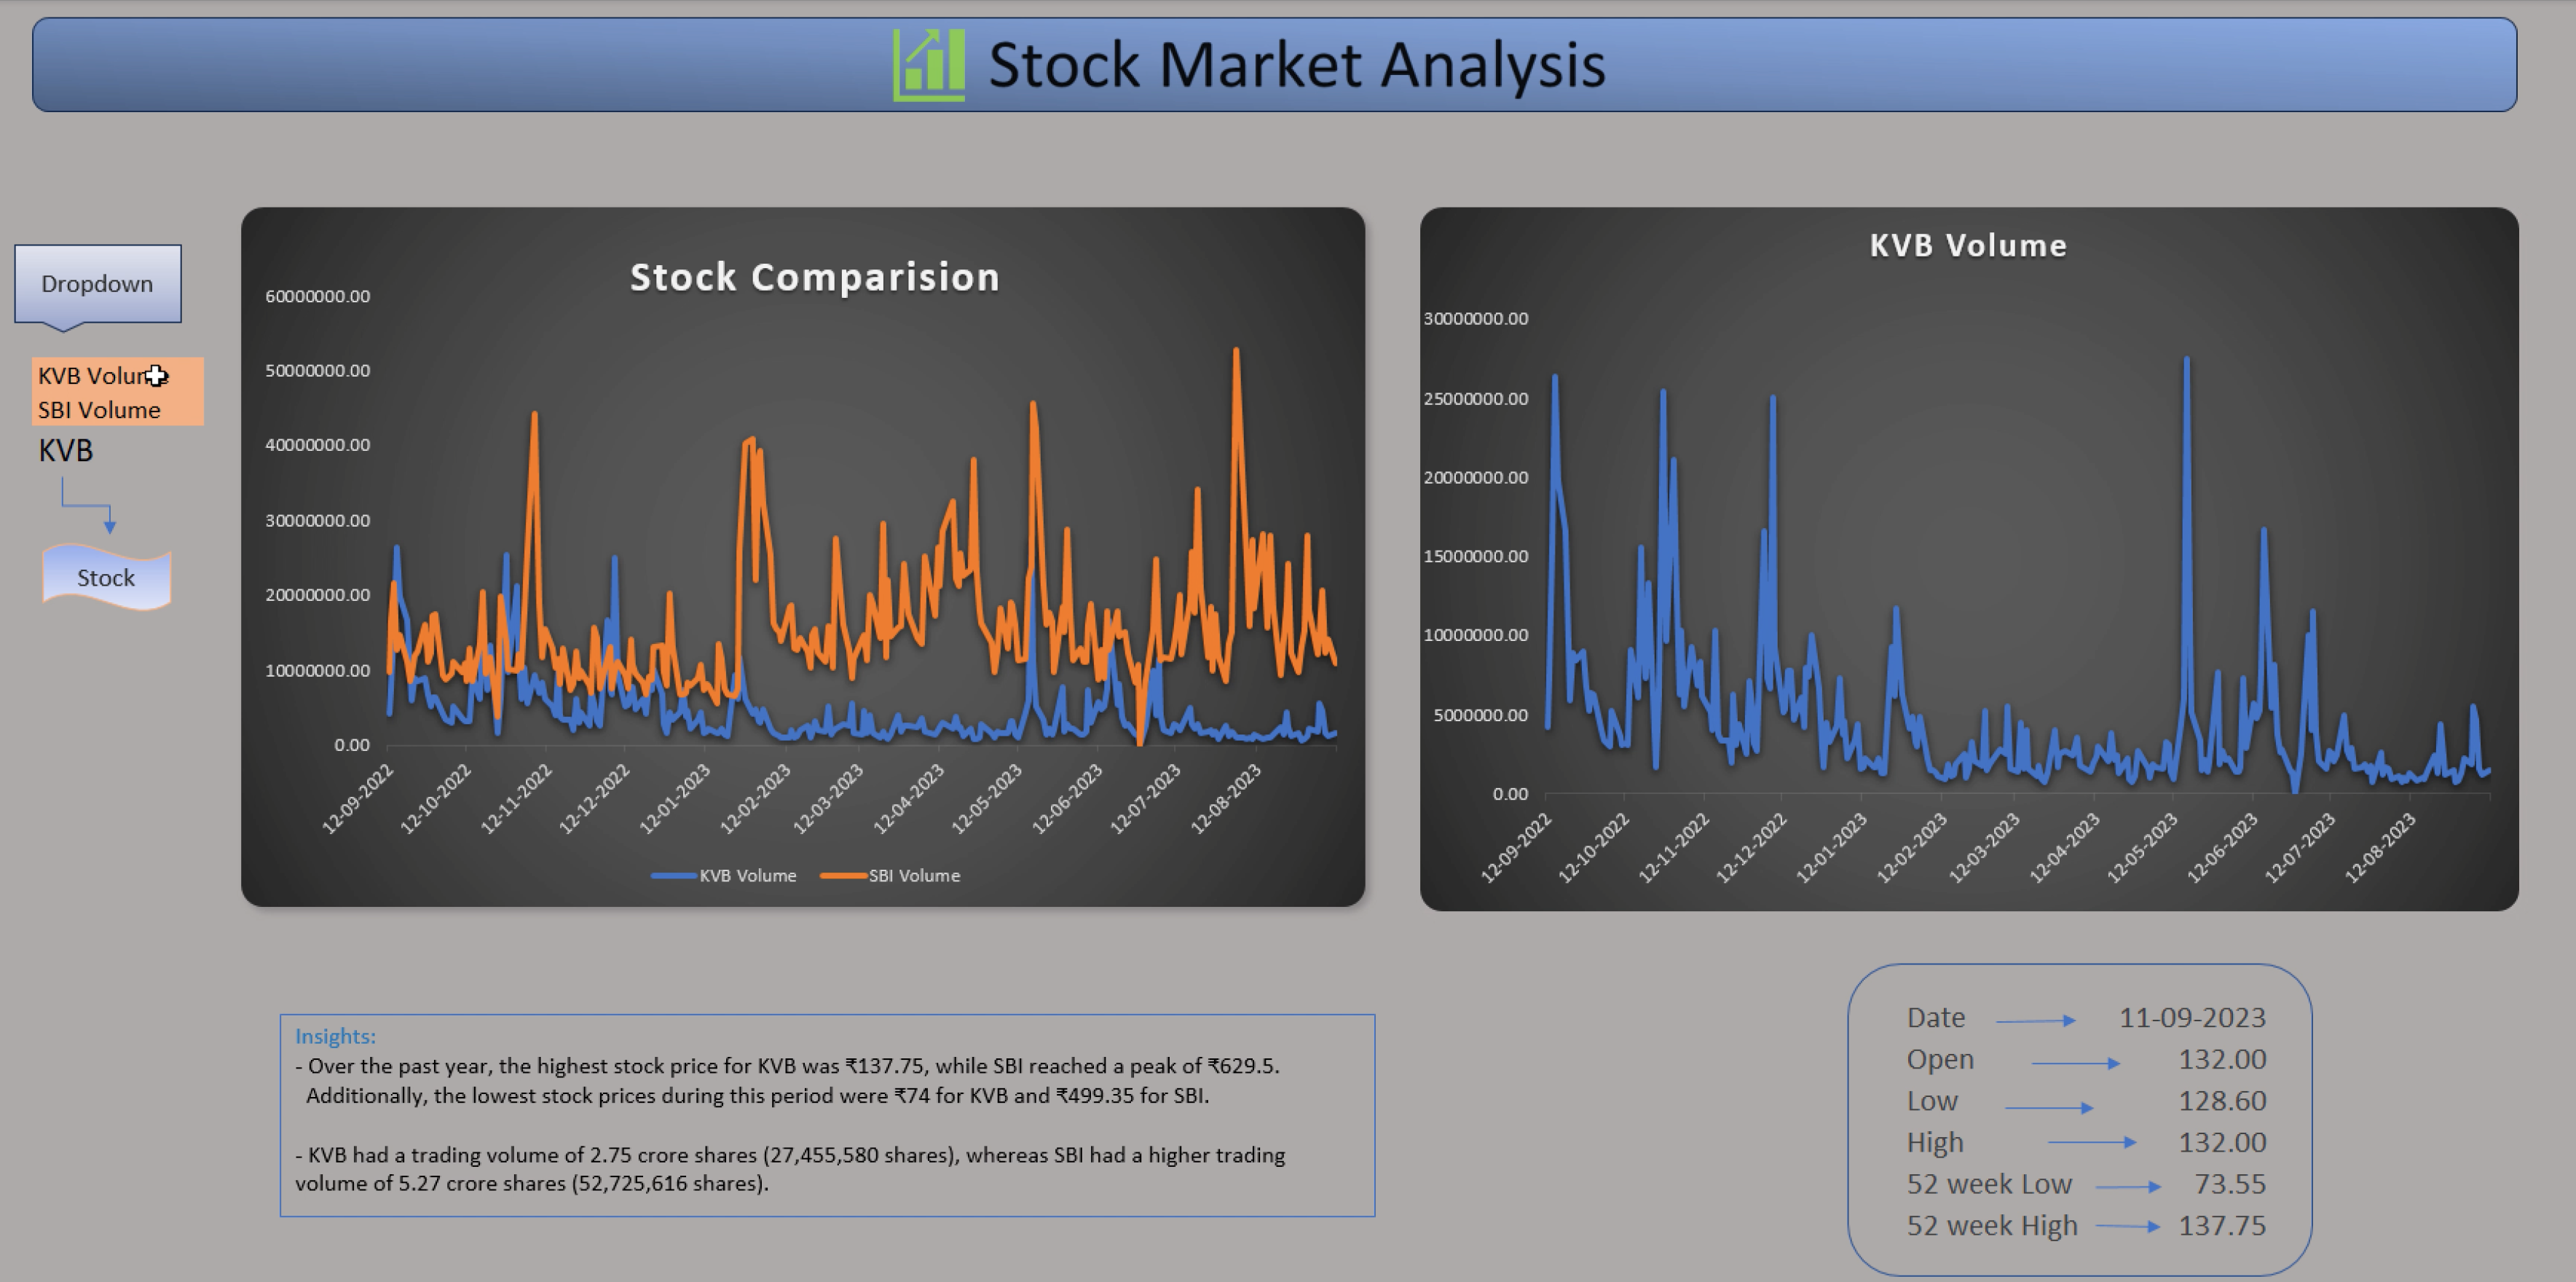 Stock Market Analysis
Dropdown
KVB Volume
SBI Volume
KVB
Stock
Stock Comparision
60000000.00
50000000.00
40000000.00
30000000.00
20000000.00
10000000.00
0.00
12-09-2022
12-10-2022
12-11-2022
12-12-2022
12-01-2023
12-02-2023
12-03-2023
12-04-2023
12-05-2023
12-06-2023
12-07-2023
12-08-2023
KVB Volume
SBI Volume
KVB Volume
30000000.00
25000000.00
20000000.00
15000000.00
10000000.00
5000000.00
0.00
12-09-2022
12-10-2022
12-11-2022
12-12-2022
12-01-2023
12-02-2023
12-03-2023
12-04-2023
12-05-2023
12-06-2023
12-07-2023
12-08-2023
Insights:
- Over the past year, the highest stock price for KVB was ₹137.75, while SBI reached a peak of ₹629.5.
Additionally, the lowest stock prices during this period were ₹74 for KVB and ₹499.35 for SBI.
- KVB had a trading volume of 2.75 crore shares (27,455,580 shares), whereas SBI had a higher trading
volume of 5.27 crore shares (52,725,616 shares).
Date 11-09-2023
Open 132.00
Low 128.60
High 132.00
52 week Low 73.55
52 week High 137.75